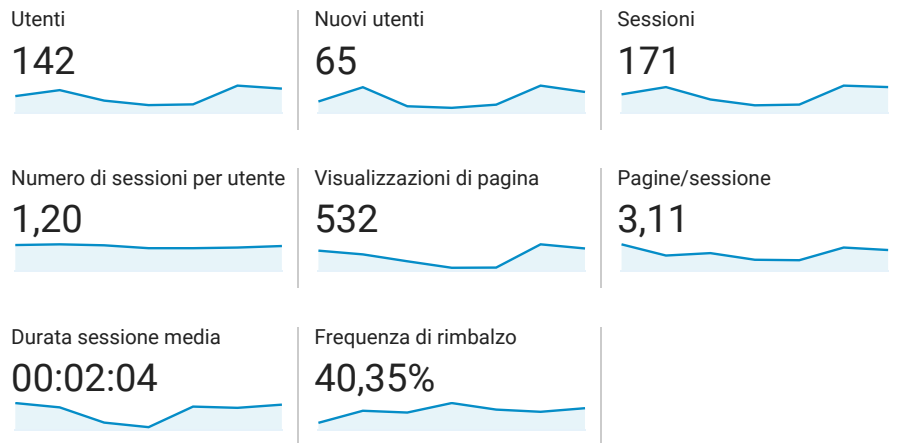 Utenti
142
Nuovi utenti
65
Sessioni
171
Numero di sessioni per utente
1,20
Visualizzazioni di pagina
532
Pagine/sessione
3,11
Durata sessione media
00:02:04
Frequenza di rimbalzo
40,35%